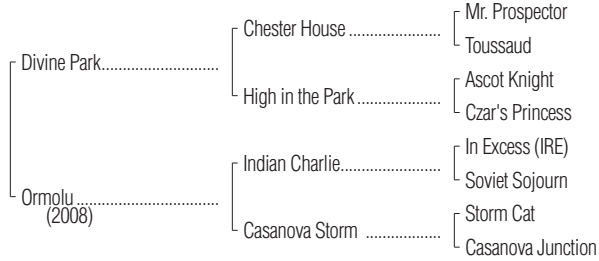 Mr. Prospector
Chester House
Toussaud
Divine Park
Ascot Knight
High in the Park
Czar's Princess
In Excess (IRE)
Indian Charlie
Soviet Sojourn
Ormolu
(2008)
Storm Cat
Casanova Storm
Casanova Junction